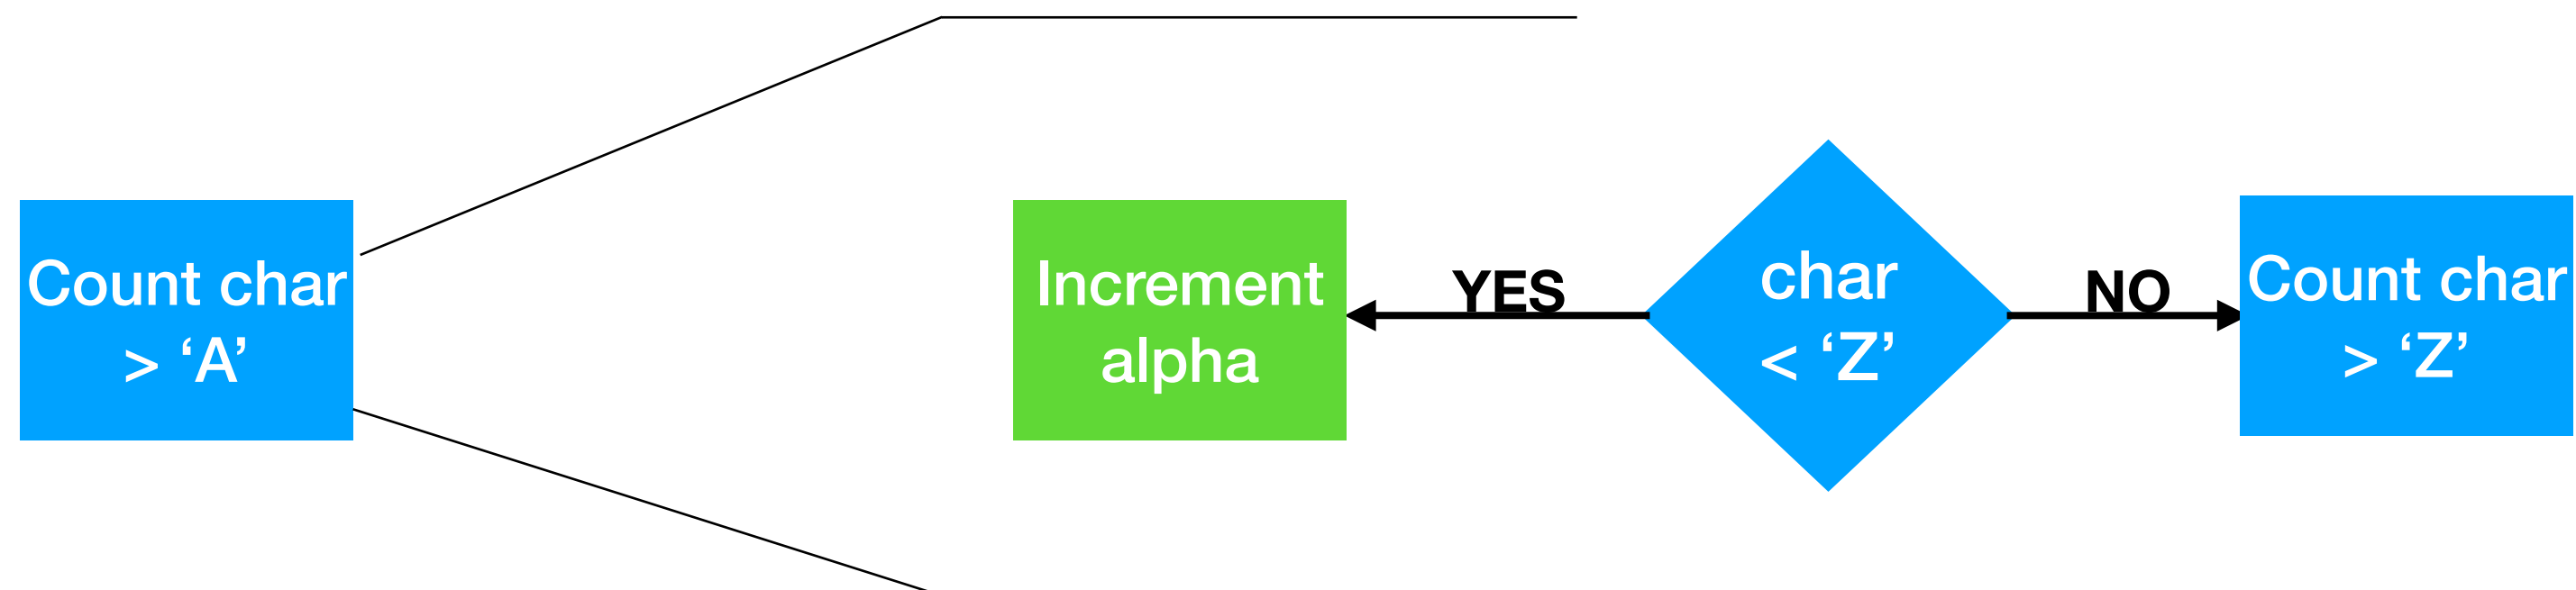 Count char
> ‘A’
Increment
alpha
YES
char
< ‘Z’
NO
Count char
> ‘Z’